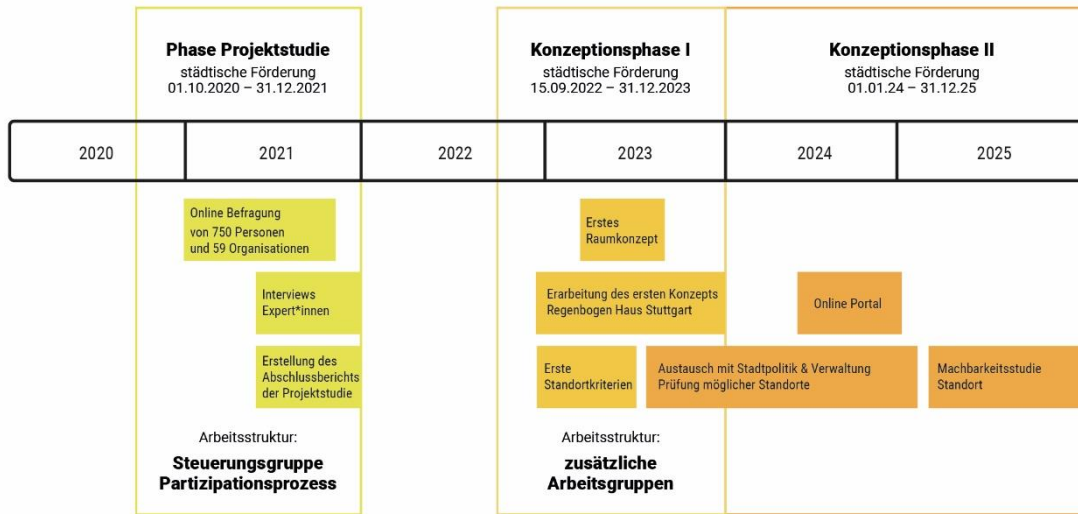 Phase Projektstudie
städtische Förderung
01.10.2020 – 31.12.2021
Konzeptionsphase I
städtische Förderung
15.09.2022 – 31.12.2023
Konzeptionsphase II
städtische Förderung
01.01.24 – 31.12.25
2020
2021
2022
2023
2024
2025
Online Befragung
von 750 Personen
und 59 Organisationen
Erstes
Raumkonzept
Interviews
Expert*innen
Erarbeitung des ersten Konzepts
Regenbogen Haus Stuttgart
Online Portal
Erstellung des
Abschlussberichts
der Projektstudie
Erste
Standortkriterien
Austausch mit Stadtpolitik & Verwaltung
Prüfung möglicher Standorte
Machbarkeitsstudie
Standort
Arbeitsstruktur:
Steuerungsgruppe
Partizipationsprozess
Arbeitsstruktur:
zusätzliche
Arbeitsgruppen